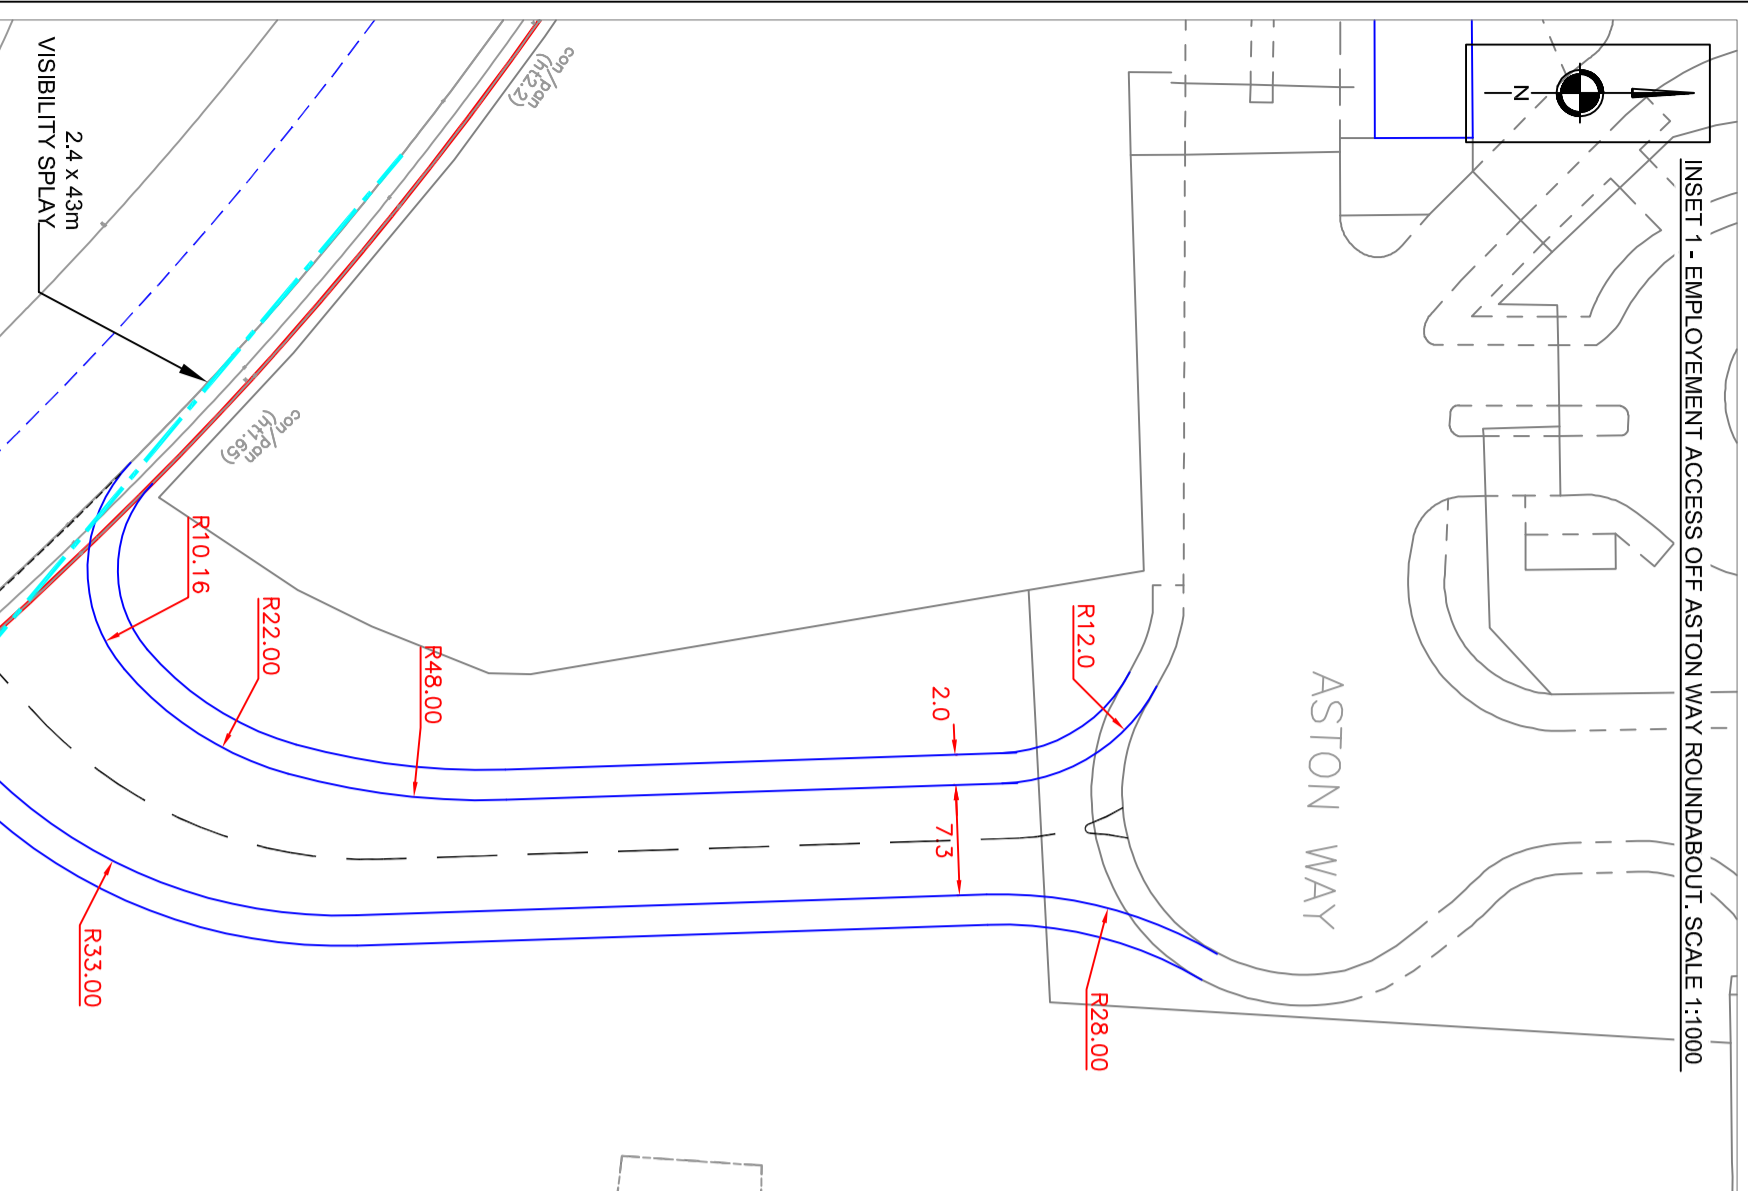 INSET 1 - EMPLOYEMENT ACCESS OFF ASTON WAY ROUNDABOUT. SCALE 1:1000
N
ASTON WAY
R12.0
R28.00
2.0
7.3
R48.00
R22.00
R10.16
R33.00
con/pan
(ht2.2)
con/pan
(ht1.65)
2.4 x 43m
VISIBILITY SPLAY